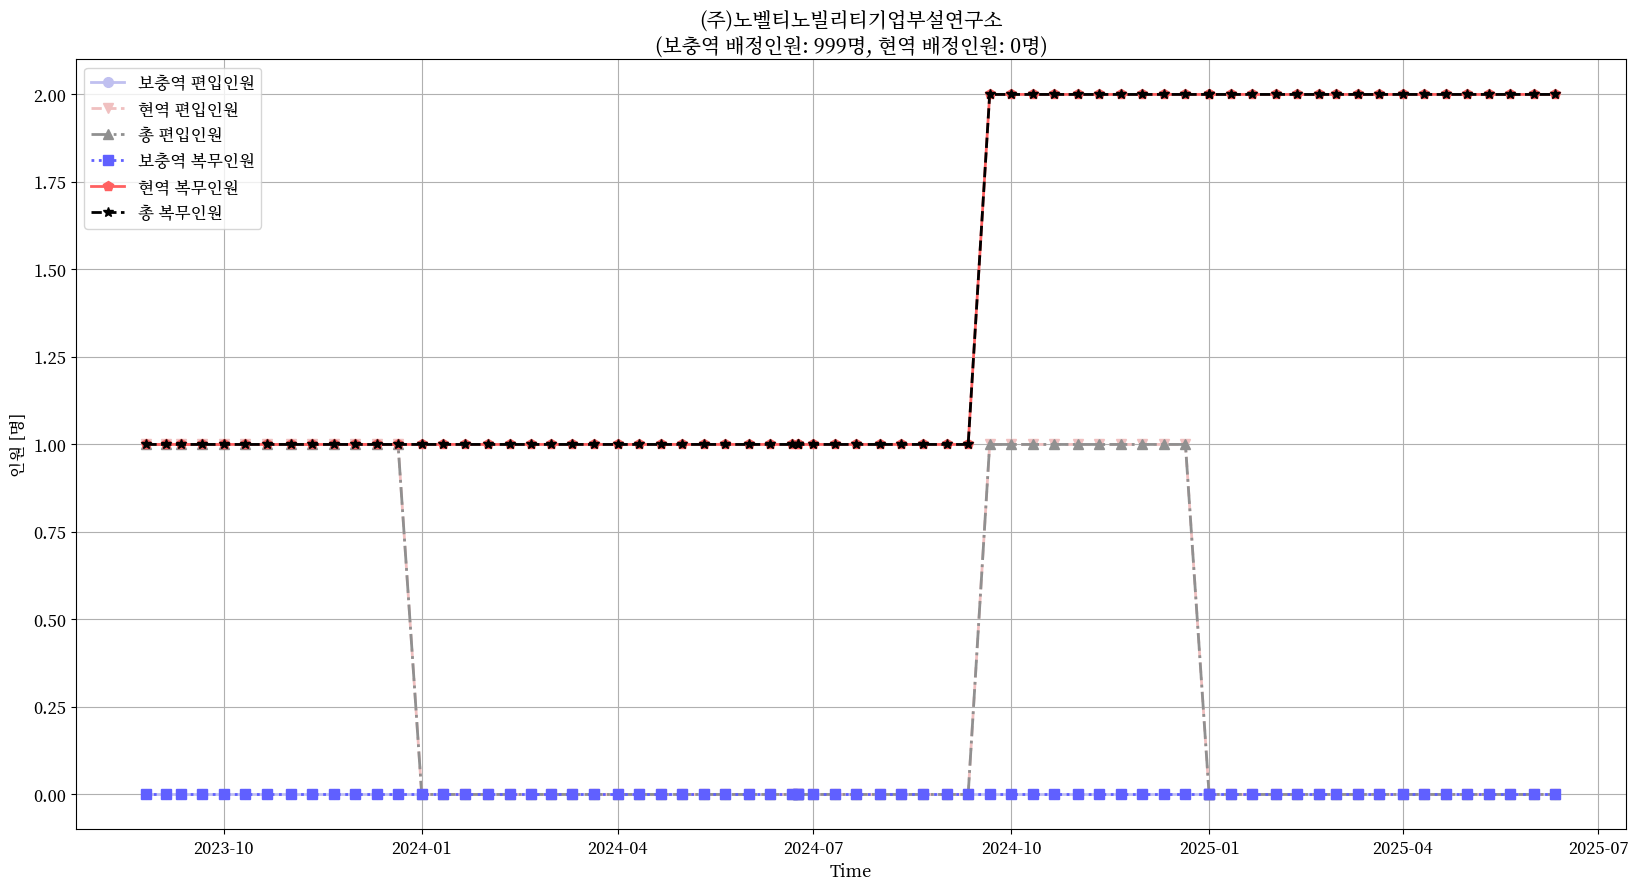 (주)노벨티노빌리티기업부설연구소
(보충역 배정인원: 999명, 현역 배정인원: 0명)
보충역 편입인원
현역 편입인원
총 편입인원
보충역 복무인원
현역 복무인원
총 복무인원
2.00
1.75
1.50
1.25
1.00
0.75
0.50
0.25
0.00
인원 [명]
2023-10
2024-01
2024-04
2024-07
2024-10
2025-01
2025-04
2025-07
Time